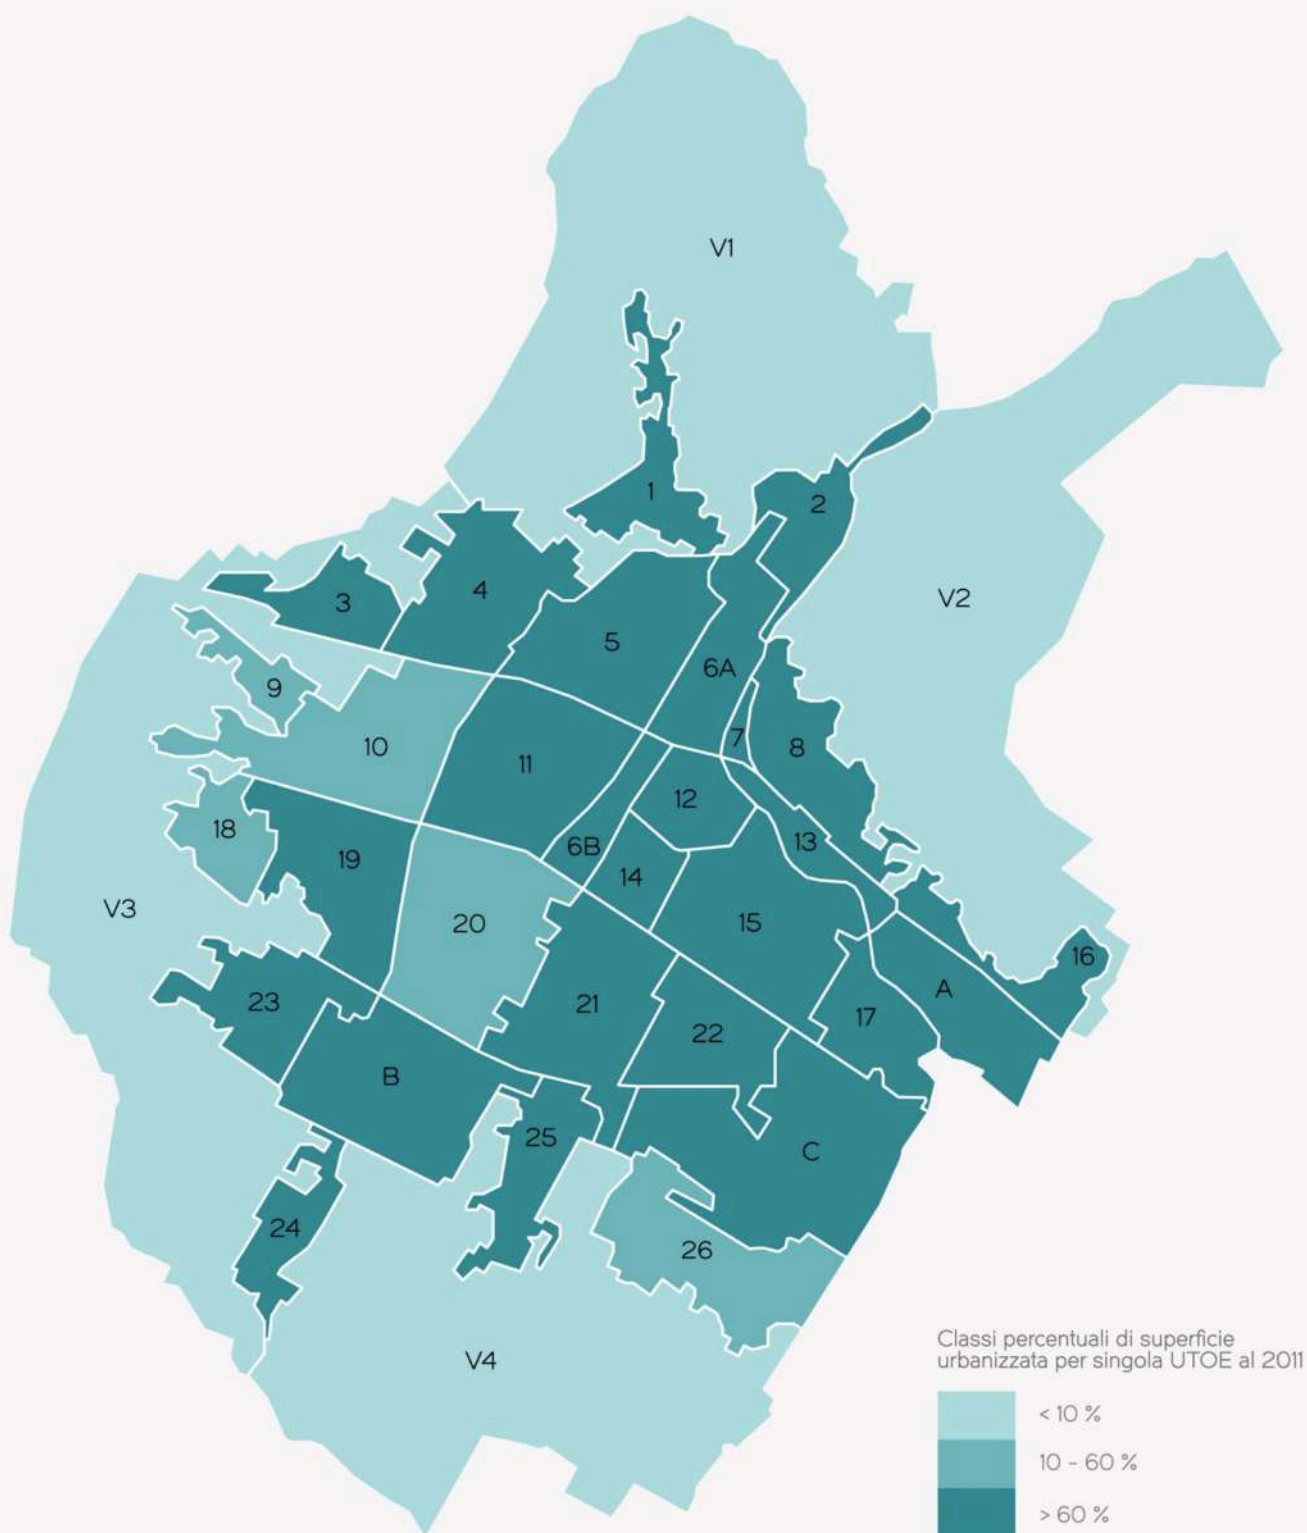 V1
1
2
V2
3
4
5
6A
9
10
7
8
11
12
18
19
6B
13
14
V3
20
15
16
23
21
A
17
22
B
25
C
24
26
V4
Classi percentuali di superficie
urbanizzata per singola UTOE al 2011
< 10 %
10 - 60 %
> 60 %